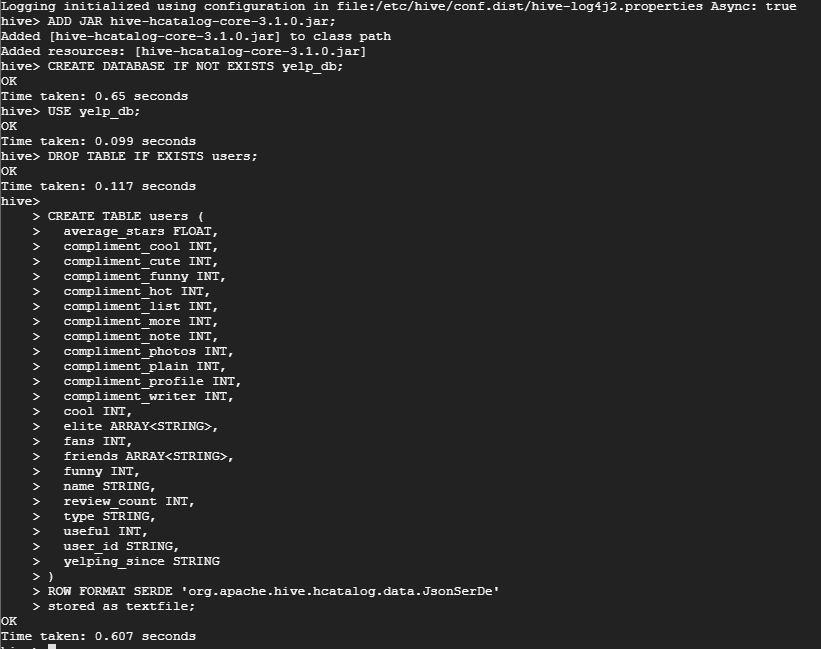 Logging initialized using configuration in file:/etc/hive/conf.dist/hive-log4j2.properties Async: true
hive> ADD JAR hive-hcatalog-core-3.1.0.jar;
Added [hive-hcatalog-core-3.1.0.jar] to class path
Added resources: [hive-hcatalog-core-3.1.0.jar]
hive> CREATE DATABASE IF NOT EXISTS yelp_db;
OK
Time taken: 0.65 seconds
hive> USE yelp_db;
OK
Time taken: 0.099 seconds
hive> DROP TABLE IF EXISTS users;
OK
Time taken: 0.117 seconds
hive>
    > CREATE TABLE users (
    >   average_stars FLOAT,
    >   compliment_cool INT,
    >   compliment_cute INT,
    >   compliment_funny INT,
    >   compliment_hot INT,
    >   compliment_list INT,
    >   compliment_more INT,
    >   compliment_note INT,
    >   compliment_photos INT,
    >   compliment_plain INT,
    >   compliment_profile INT,
    >   compliment_writer INT,
    >   cool INT,
    >   elite ARRAY<STRING>,
    >   fans INT,
    >   friends ARRAY<STRING>,
    >   funny INT,
    >   name STRING,
    >   review_count INT,
    >   type STRING,
    >   useful INT,
    >   user_id STRING,
    >   yelping_since STRING
    > )
    > ROW FORMAT SERDE 'org.apache.hive.hcatalog.data.JsonSerDe'
    > stored as textfile;
OK
Time taken: 0.607 seconds
hive>